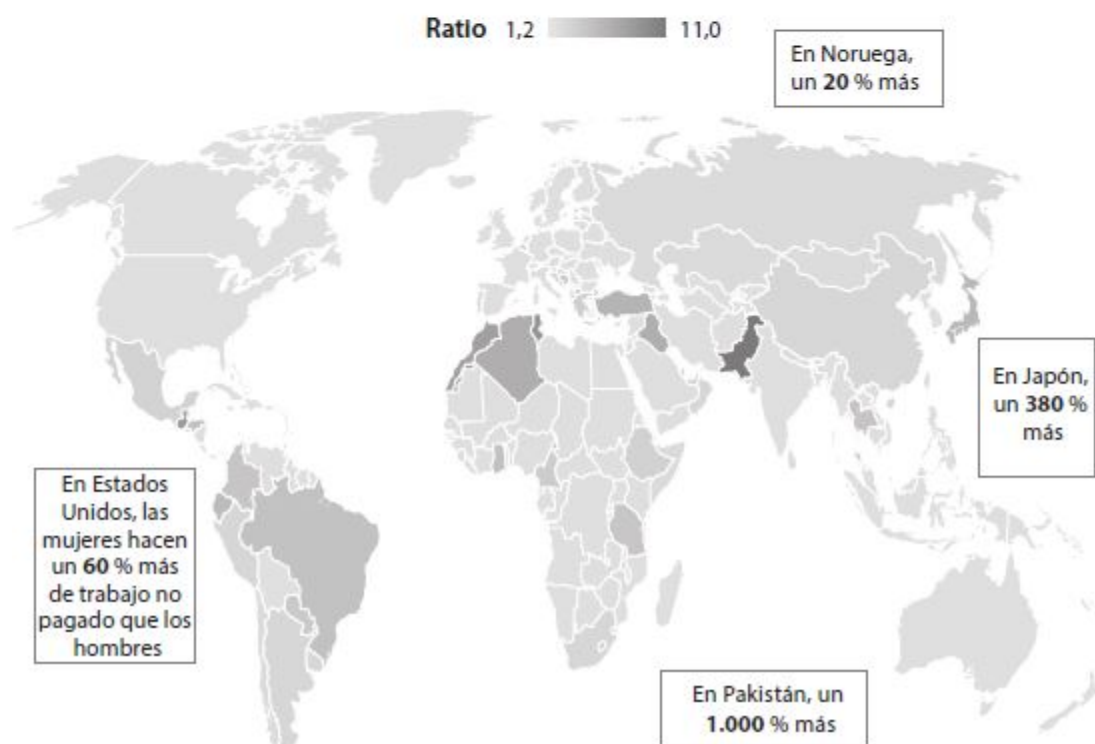 Ratio 1,2 11,0
En Noruega,
un 20 % más
En Japón,
un 380 %
más
En Estados
Unidos, las
mujeres hacen
un 60 % más
de trabajo no
pagado que los
hombres
En Pakistán, un
1.000 % más